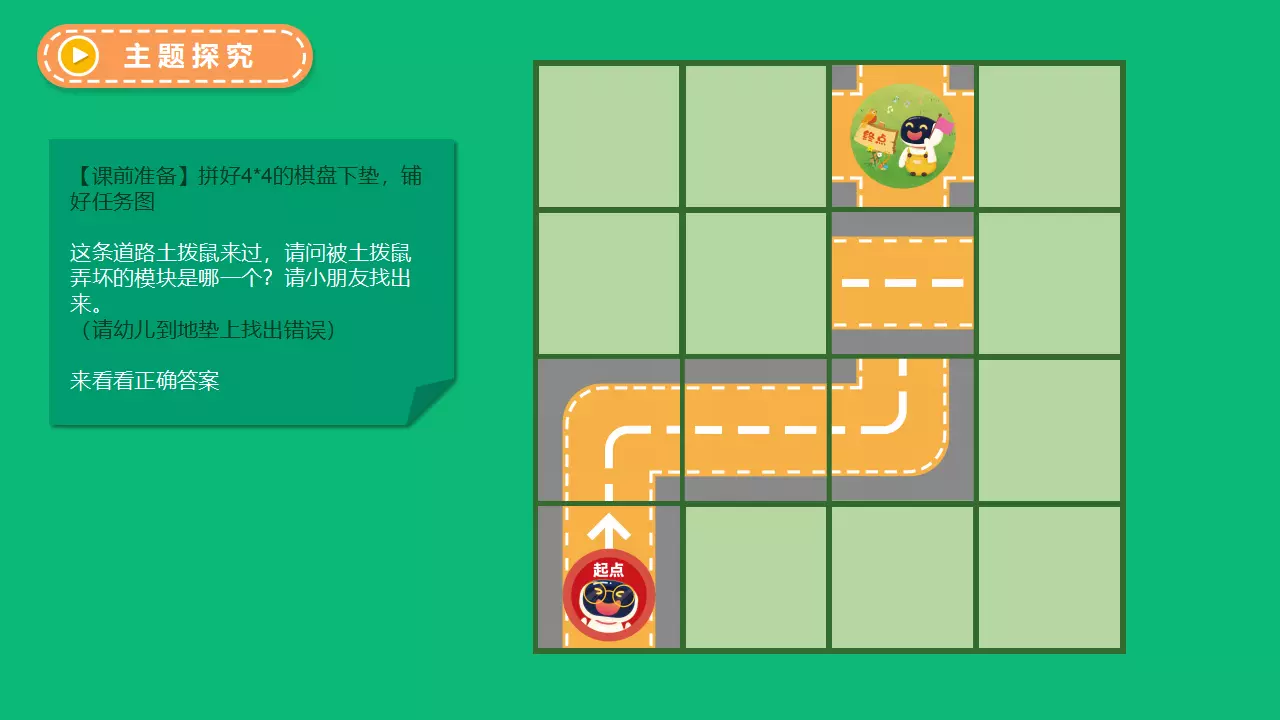 主题探究
【课前准备】拼好4*4的棋盘下垫，铺
好任务图
这条道路土拨鼠来过，请问被土拨鼠
弄坏的模块是哪一个？请小朋友找出
来。
（请幼儿到地垫上找出错误）
来看看正确答案
终点
起点